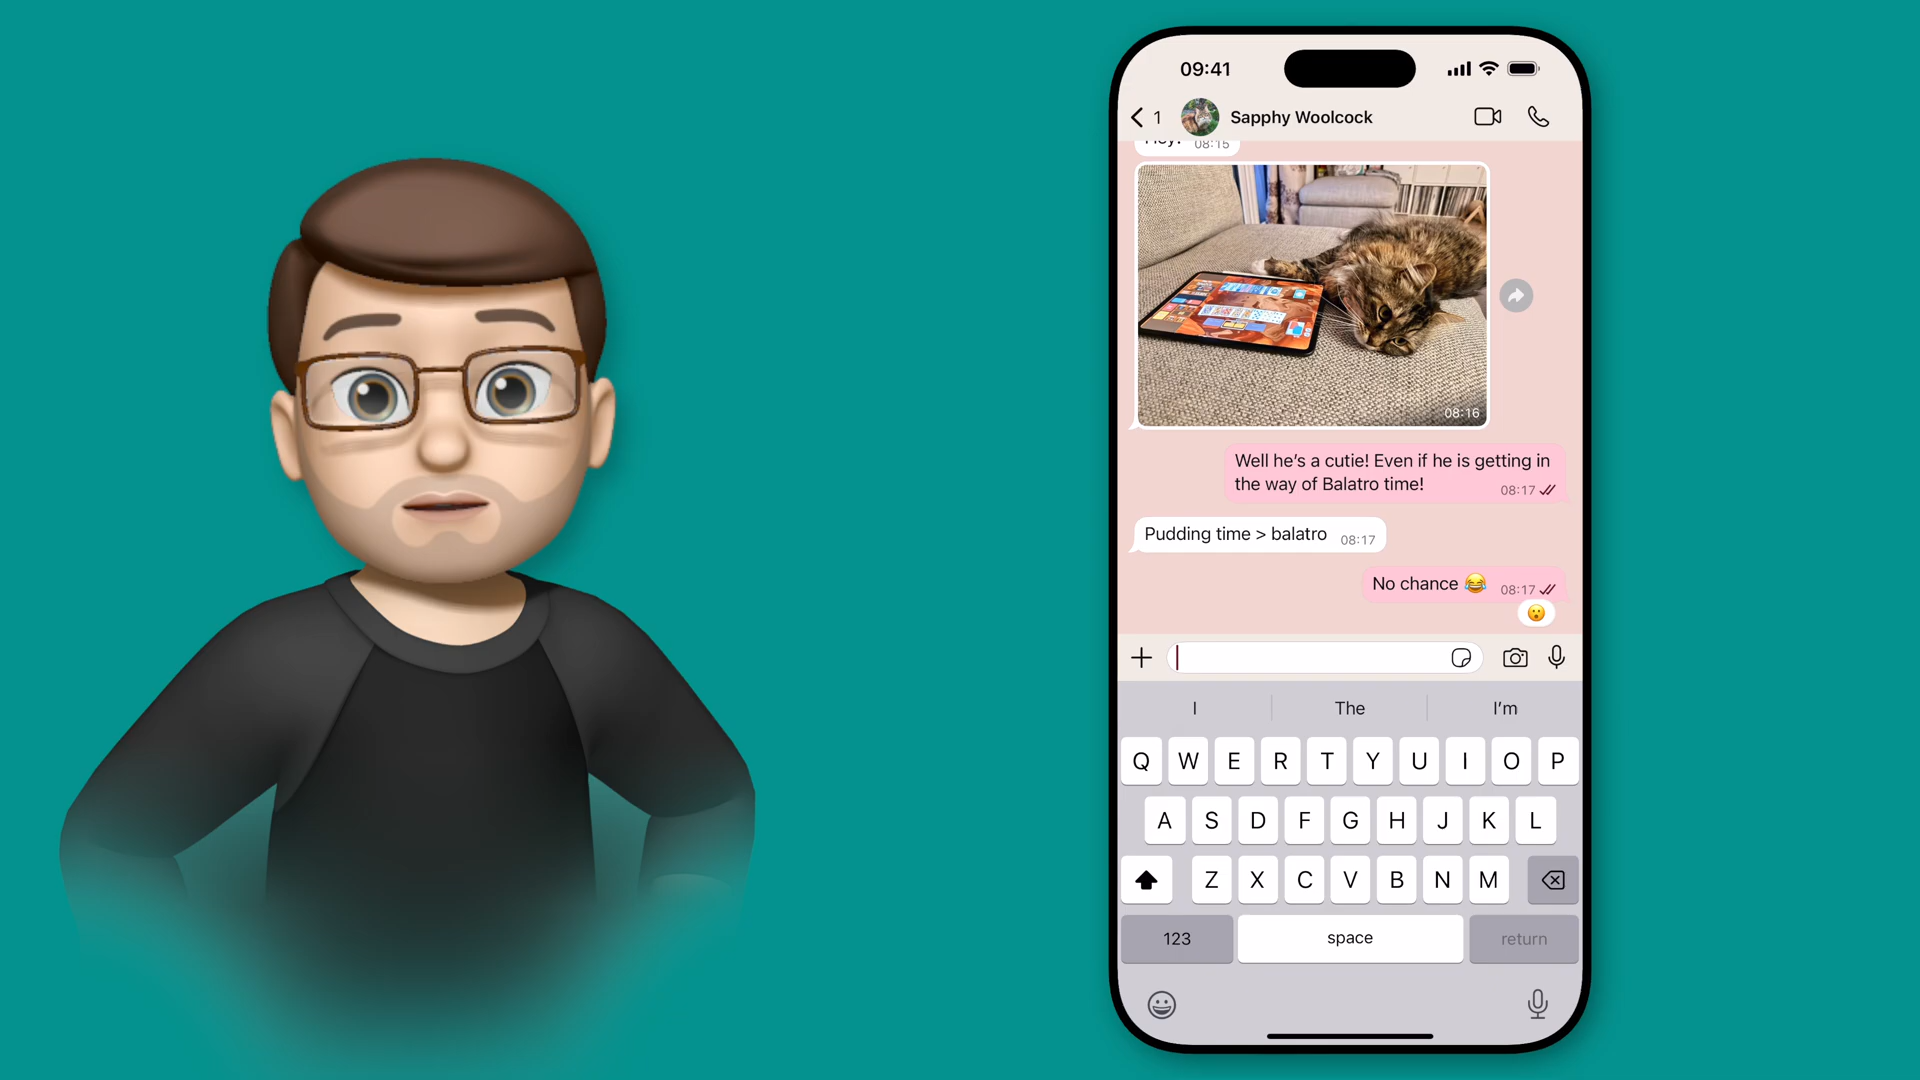 09:41
1 Sapphy Woolcock
Hey! 08:15
08:16
Well he's a cutie! Even if he is getting in
the way of Balatro time! 08:17
Pudding time > balatro 08:17
No chance 😂 08:17
😮
I The I'm
Q W E R T Y U I O P
A S D F G H J K L
Z X C V B N M
123 space return